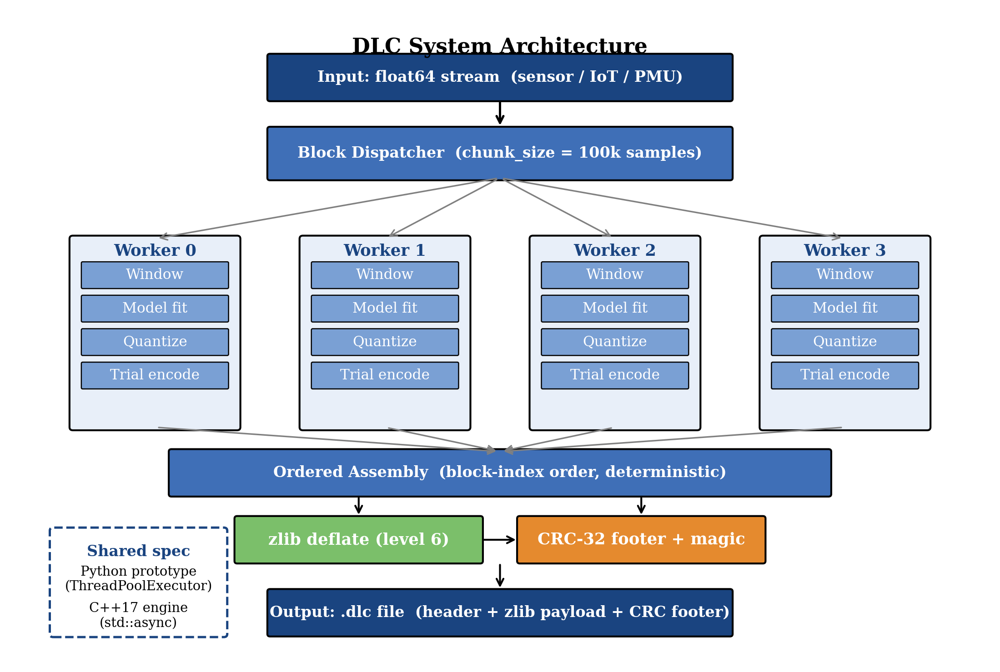 DLC System Architecture
Input: float64 stream  (sensor / IoT / PMU)
Block Dispatcher  (chunk_size = 100k samples)
Worker 0
Window
Model fit
Quantize
Trial encode
Worker 1
Window
Model fit
Quantize
Trial encode
Worker 2
Window
Model fit
Quantize
Trial encode
Worker 3
Window
Model fit
Quantize
Trial encode
Ordered Assembly  (block-index order, deterministic)
zlib deflate (level 6)
CRC-32 footer + magic
Shared spec
Python prototype
(ThreadPoolExecutor)
C++17 engine
(std::async)
Output: .dlc file  (header + zlib payload + CRC footer)